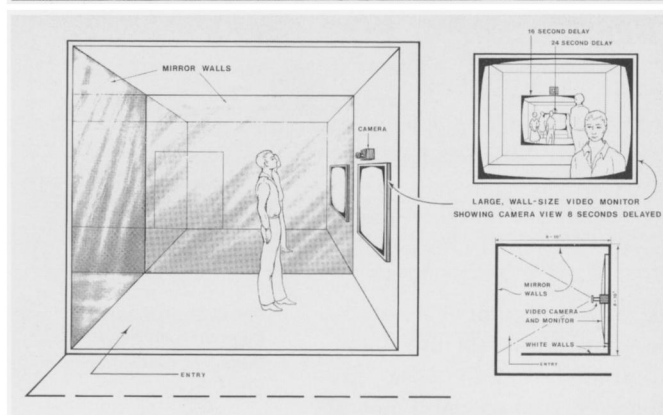 MIRROR WALLS
CAMERA
ENTRY
16 SECOND DELAY
24 SECOND DELAY
LARGE, WALL-SIZE VIDEO MONITOR
SHOWING CAMERA VIEW 8 SECONDS DELAYED
MIRROR
WALLS
VIDEO CAMERA
AND MONITOR
WHITE WALLS
ENTRY